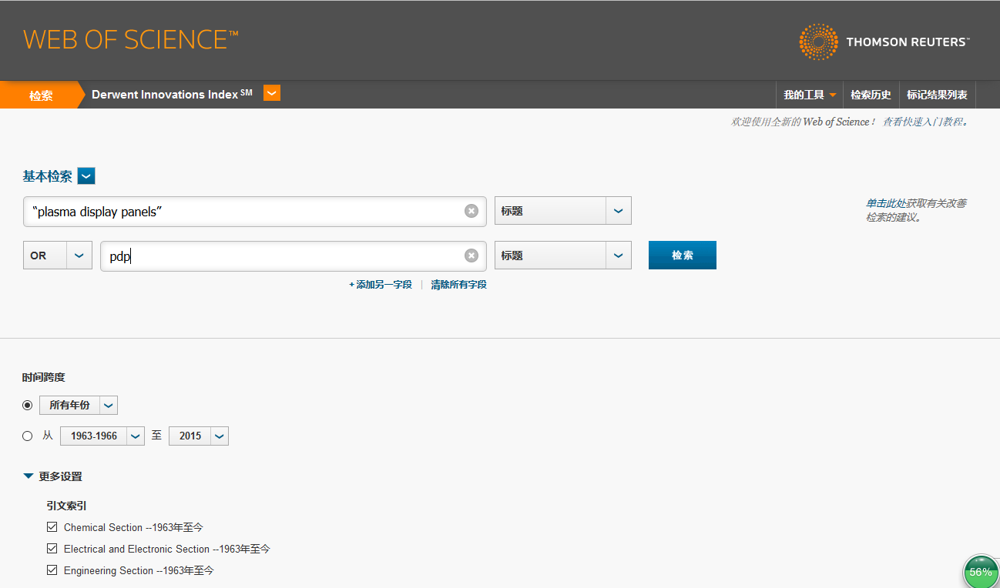 WEB OF SCIENCE™
THOMSON REUTERS™
检索 Derwent Innovations Index℠ 我的工具 检索历史 标记结果列表
欢迎使用全新的 Web of Science！ 查看快速入门教程。
基本检索
“plasma display panels” 标题
单击此处获取有关改善
检索的建议。
OR pdp 标题 检索
+ 添加另一字段 | 清除所有字段
时间跨度
所有年份
从 1963-1966 至 2015
更多设置
引文索引
Chemical Section --1963年至今
Electrical and Electronic Section --1963年至今
Engineering Section --1963年至今
56%